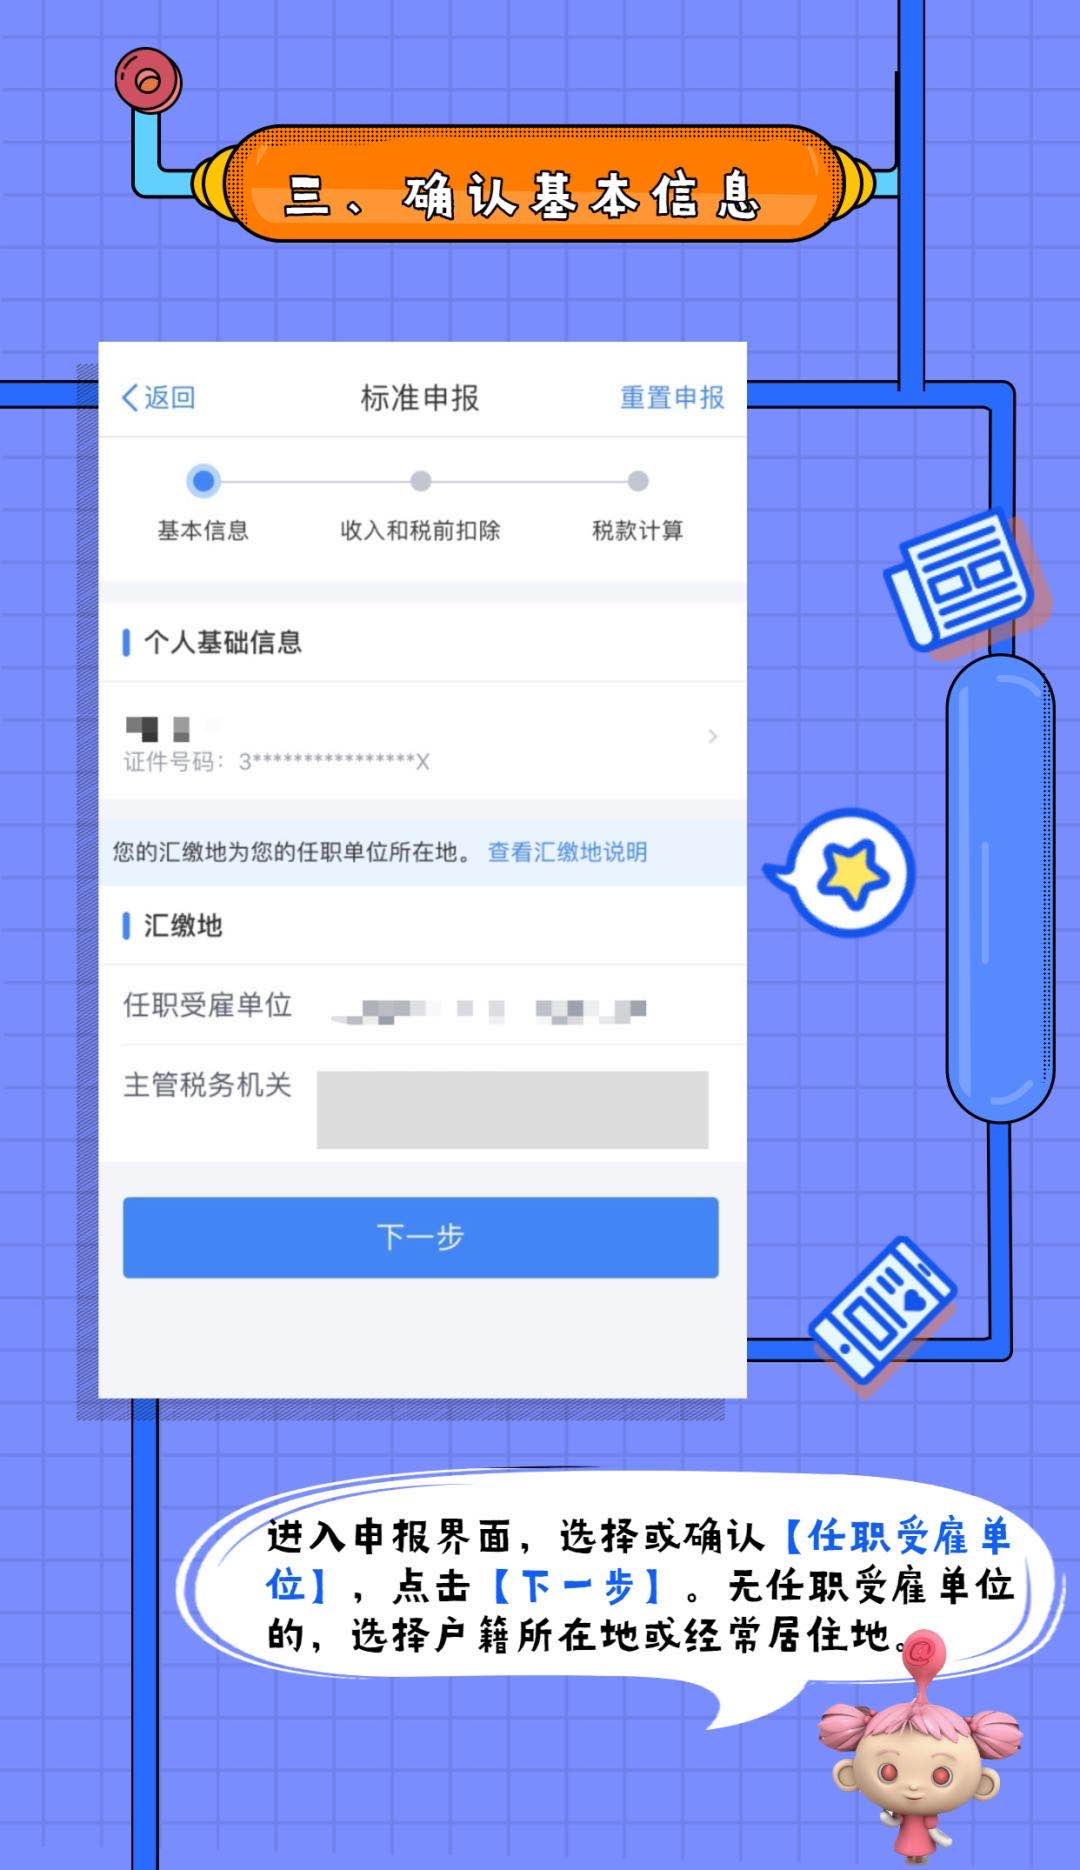 三、确认基本信息
返回 标准申报 重置申报
基本信息 收入和税前扣除 税款计算
个人基础信息
证件号码：3****************X
您的汇缴地为您的任职单位所在地。 查看汇缴地说明
汇缴地
任职受雇单位
主管税务机关
下一步
进入申报界面，选择或确认【任职受雇单
位】，点击【下一步】。无任职受雇单位
的，选择户籍所在地或经常居住地。